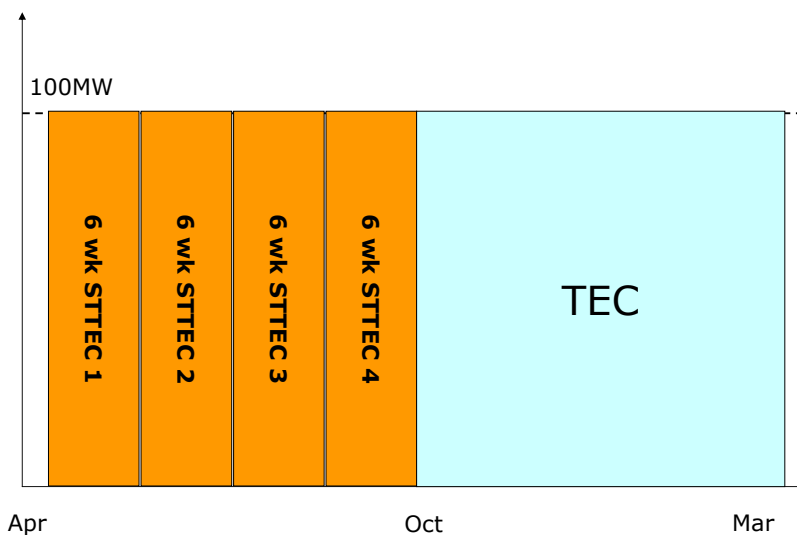 100MW
6 wk STTEC 1
6 wk STTEC 2
6 wk STTEC 3
6 wk STTEC 4
TEC
Apr
Oct
Mar